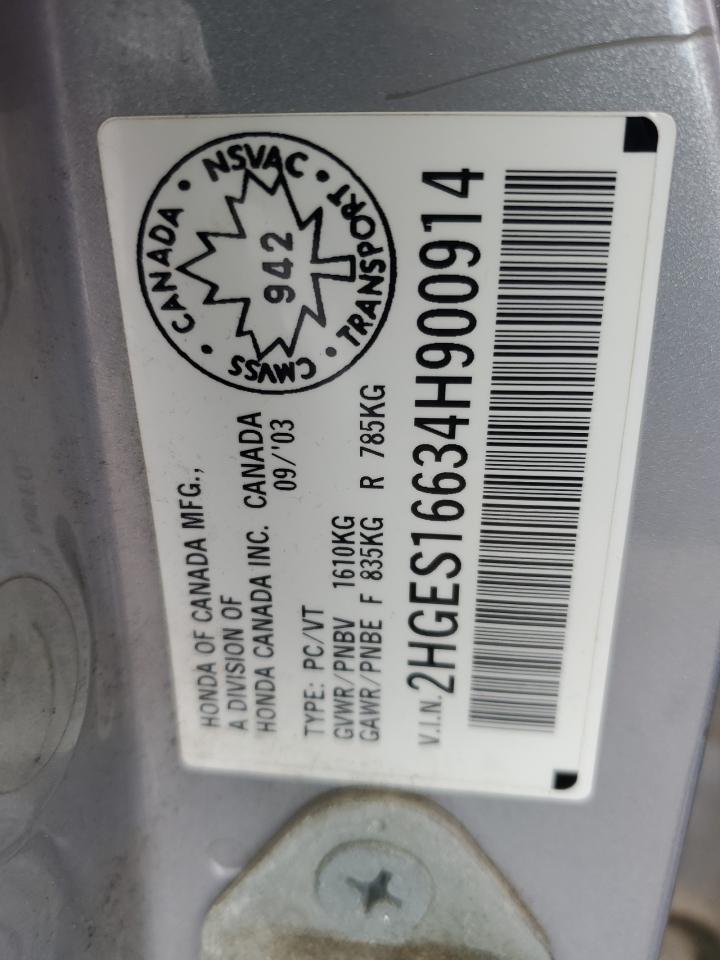 HONDA OF CANADA MFG.,
A DIVISION OF
HONDA CANADA INC. CANADA
09/'03
TYPE: PC/VT
GVWR/PNBV 1610KG
GAWR/PNBE F 835KG R 785KG
V.I.N. 2HGES16634H900914
CANADA • NSVAC • TRANSPORT • CMVSS •
942